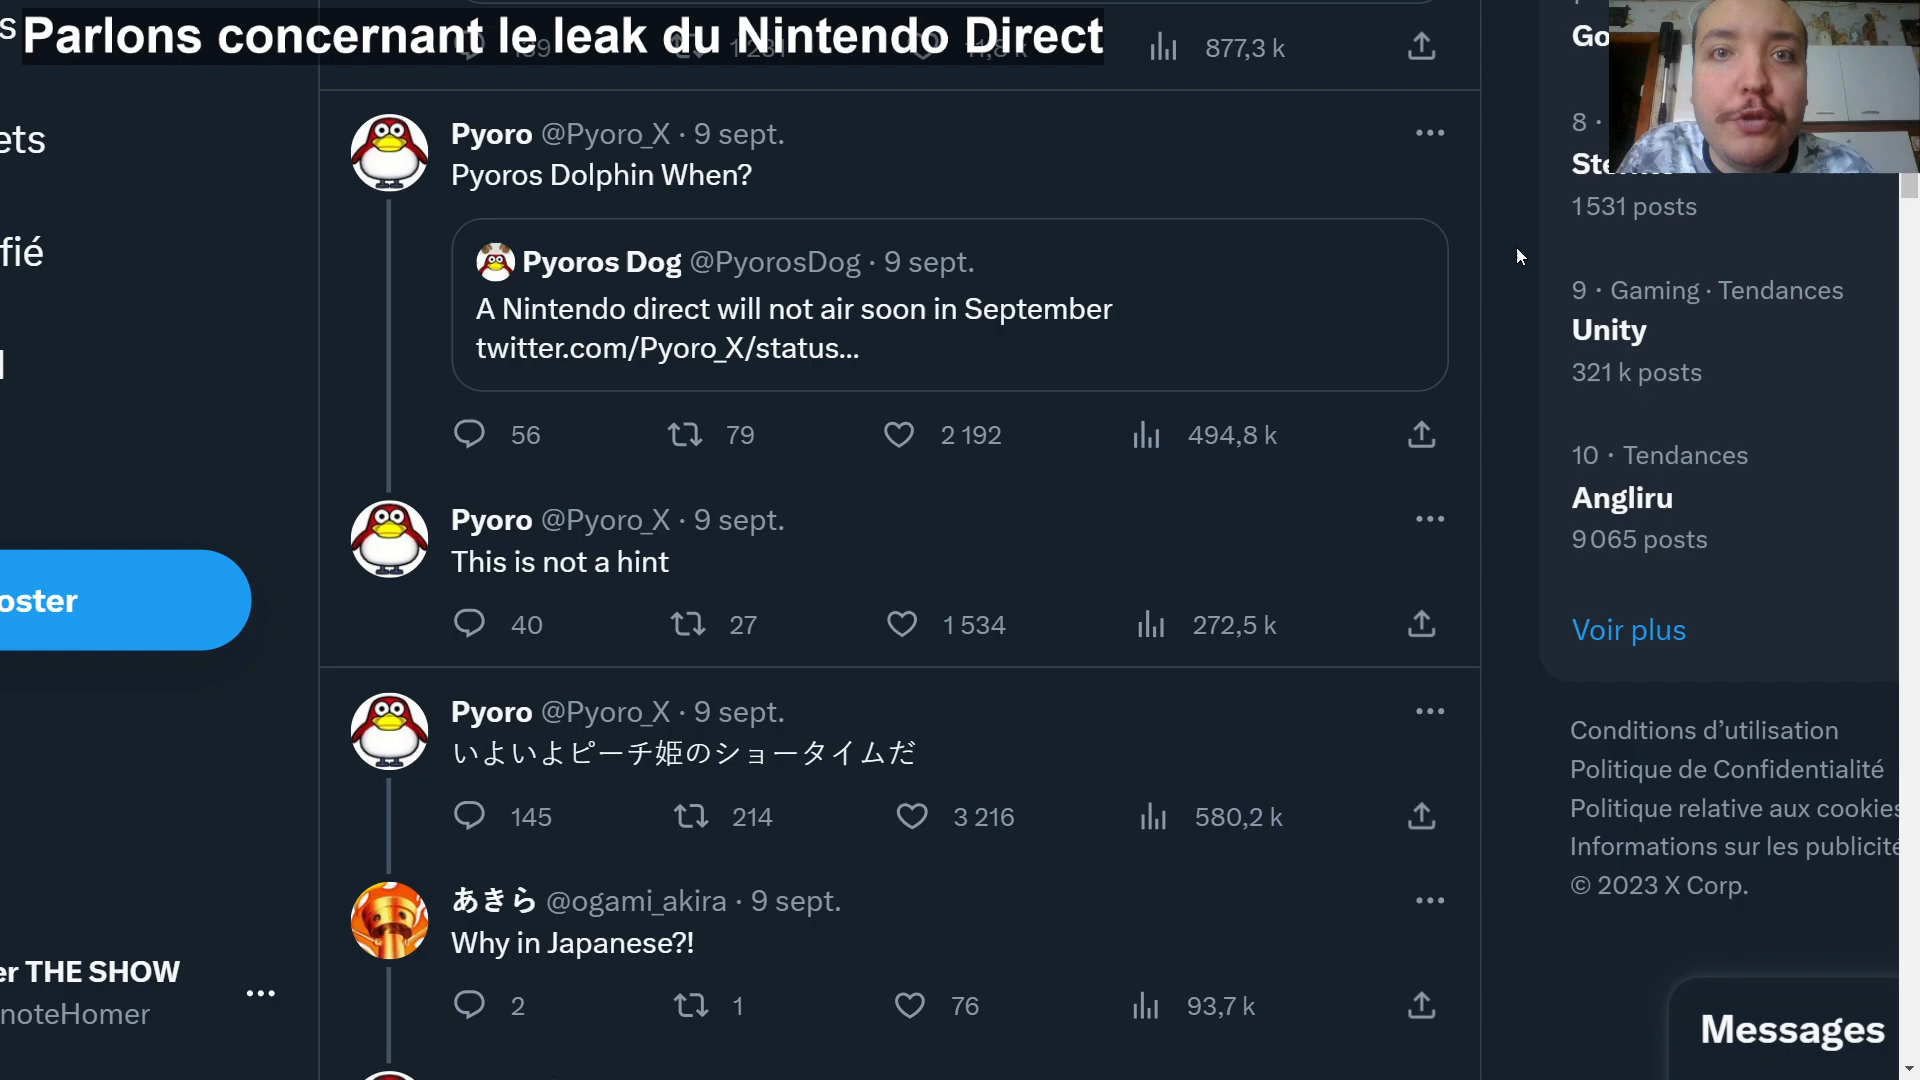 Parlons concernant le leak du Nintendo Direct
877,3 k
Pyoro @Pyoro_X · 9 sept.
Pyoros Dolphin When?
Pyoros Dog @PyorosDog · 9 sept.
A Nintendo direct will not air soon in September
twitter.com/Pyoro_X/status...
56 79 2 192 494,8 k
Pyoro @Pyoro_X · 9 sept.
This is not a hint
40 27 1 534 272,5 k
Pyoro @Pyoro_X · 9 sept.
いよいよピーチ姫のショータイムだ
145 214 3 216 580,2 k
あきら @ogami_akira · 9 sept.
Why in Japanese?!
2 1 76 93,7 k
ets
fié
oster
er THE SHOW
noteHomer
Go
8 ·
1 531 posts
9 · Gaming · Tendances
Unity
321 k posts
10 · Tendances
Angliru
9 065 posts
Voir plus
Conditions d’utilisation
Politique de Confidentialité
Politique relative aux cookies
Informations sur les publicité
© 2023 X Corp.
Messages